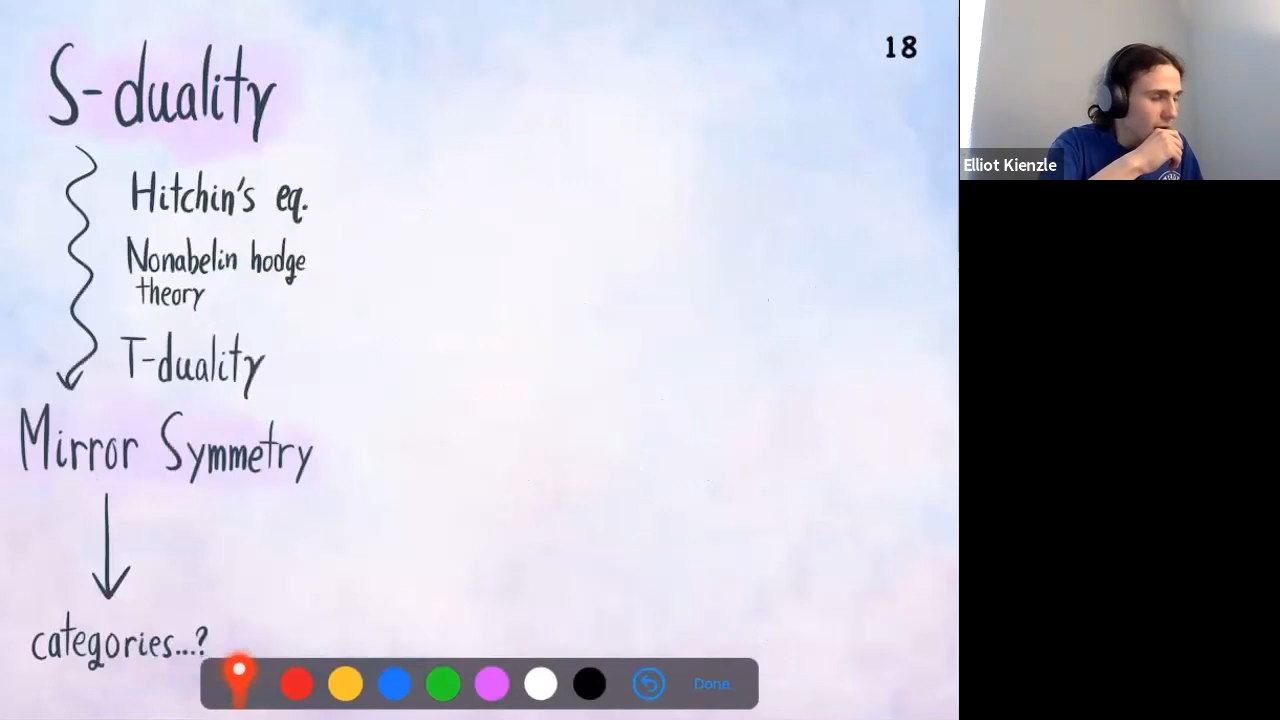 S-duality
18
Hitchin's eq.
Nonabelin hodge
theory
T-duality
Mirror Symmetry
categories...?
Done
Elliot Kienzle